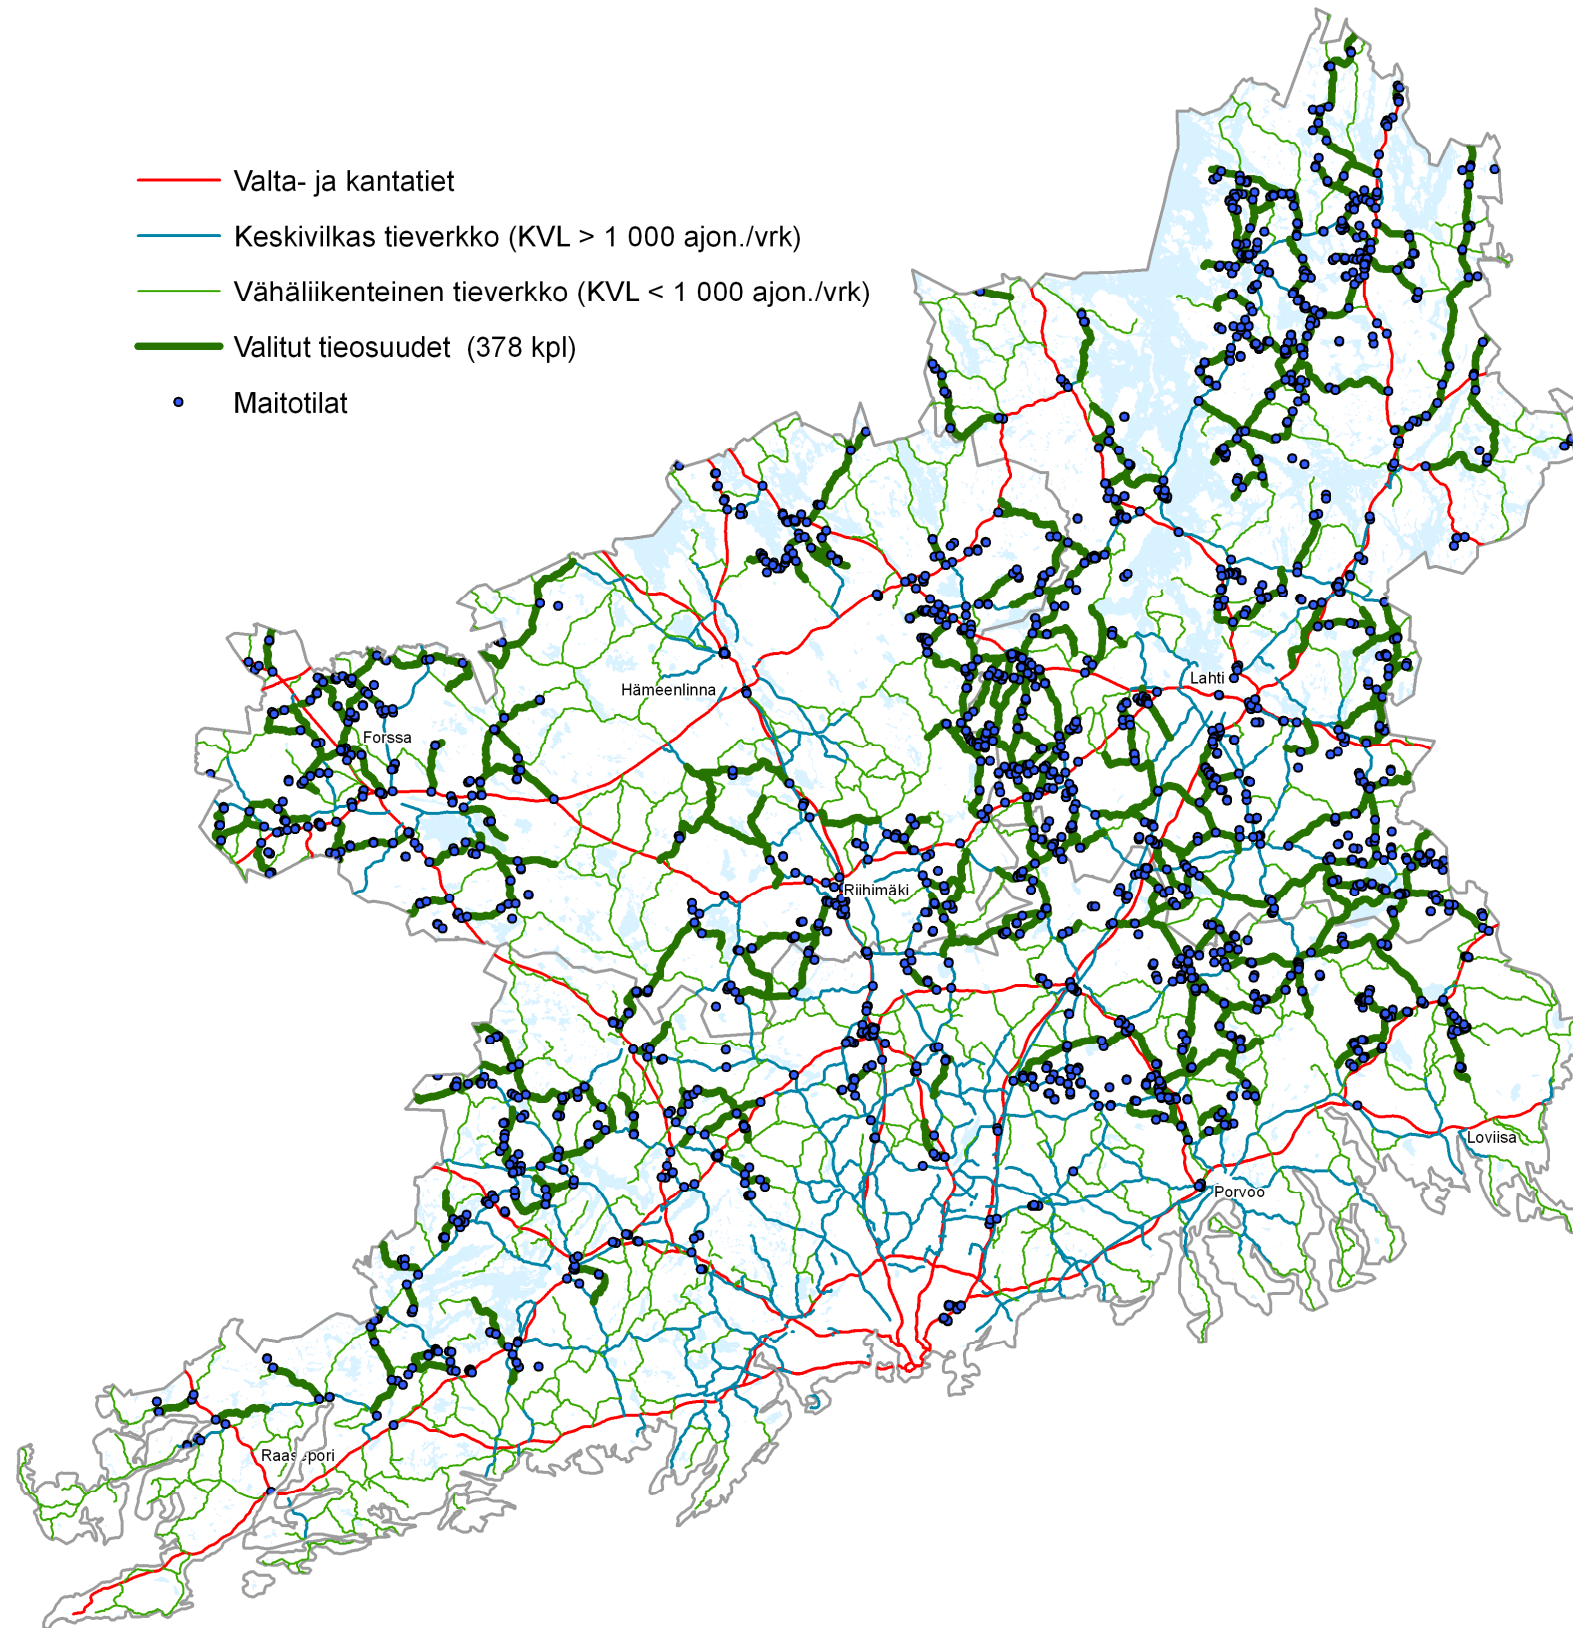 Valta- ja kantatiet
Keskivilkas tieverkko (KVL > 1 000 ajon./vrk)
Vähäliikenteinen tieverkko (KVL < 1 000 ajon./vrk)
Valitut tieosuudet (378 kpl)
Maitotilat
Hämeenlinna
Lahti
Forssa
Riihimäki
Loviisa
Porvoo
Raasepori